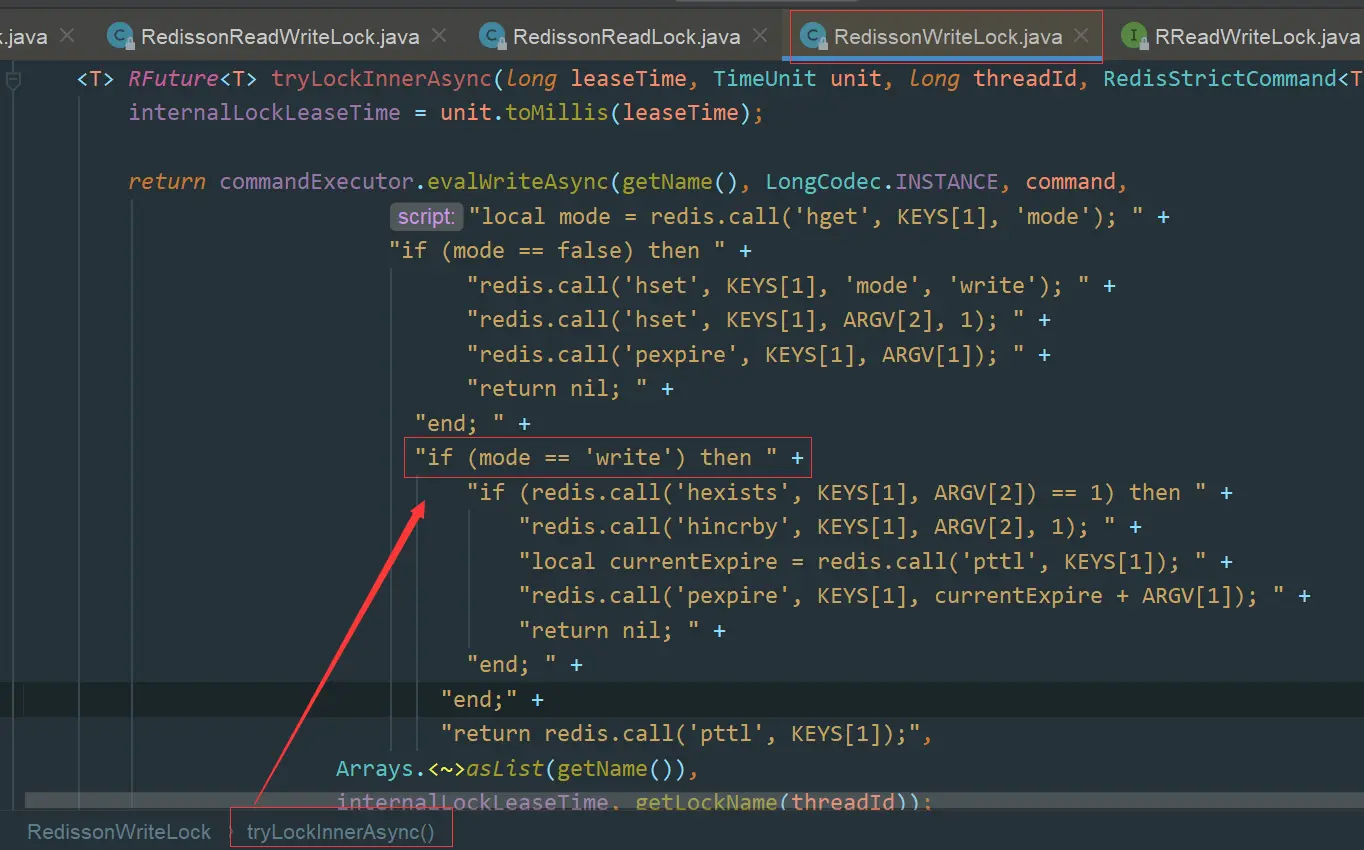 .java RedissonReadWriteLock.java RedissonReadLock.java RedissonWriteLock.java RReadWriteLock.java
<T> RFuture<T> tryLockInnerAsync(long leaseTime, TimeUnit unit, long threadId, RedisStrictCommand<T
internalLockLeaseTime = unit.toMillis(leaseTime);
return commandExecutor.evalWriteAsync(getName(), LongCodec.INSTANCE, command,
script: "local mode = redis.call('hget', KEYS[1], 'mode'); " +
"if (mode == false) then " +
"redis.call('hset', KEYS[1], 'mode', 'write'); " +
"redis.call('hset', KEYS[1], ARGV[2], 1); " +
"redis.call('pexpire', KEYS[1], ARGV[1]); " +
"return nil; " +
"end; " +
"if (mode == 'write') then " +
"if (redis.call('hexists', KEYS[1], ARGV[2]) == 1) then " +
"redis.call('hincrby', KEYS[1], ARGV[2], 1); " +
"local currentExpire = redis.call('pttl', KEYS[1]); " +
"redis.call('pexpire', KEYS[1], currentExpire + ARGV[1]); " +
"return nil; " +
"end; " +
"end;" +
"return redis.call('pttl', KEYS[1]);",
Arrays.<~>asList(getName()),
internalLockLeaseTime, getLockName(threadId));
RedissonWriteLock › tryLockInnerAsync()